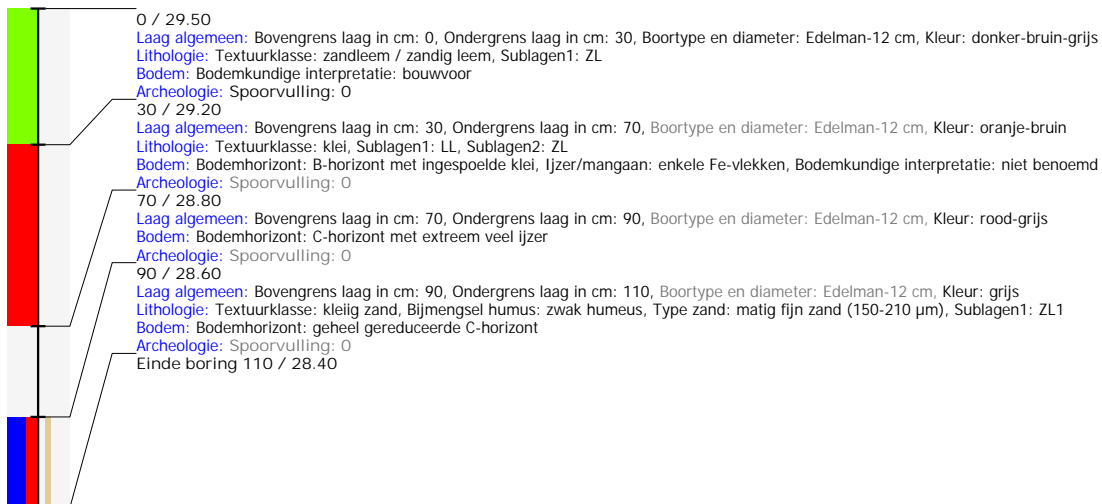 0 / 29.50
Laag algemeen: Bovengrens laag in cm: 0, Ondergrens laag in cm: 30, Boortype en diameter: Edelman-12 cm, Kleur: donker-bruin-grijs
Lithologie: Textuurklasse: zandleem / zandig leem, Sublagen1: ZL
Bodem: Bodemkundige interpretatie: bouwvoor
Archeologie: Spoorvulling: 0
30 / 29.20
Laag algemeen: Bovengrens laag in cm: 30, Ondergrens laag in cm: 70, Boortype en diameter: Edelman-12 cm, Kleur: oranje-bruin
Lithologie: Textuurklasse: klei, Sublagen1: LL, Sublagen2: ZL
Bodem: Bodemhorizont: B-horizont met ingespoelde klei, Ijzer/mangaan: enkele Fe-vlekken, Bodemkundige interpretatie: niet benoemd
Archeologie: Spoorvulling: 0
70 / 28.80
Laag algemeen: Bovengrens laag in cm: 70, Ondergrens laag in cm: 90, Boortype en diameter: Edelman-12 cm, Kleur: rood-grijs
Bodem: Bodemhorizont: C-horizont met extreem veel ijzer
Archeologie: Spoorvulling: 0
90 / 28.60
Laag algemeen: Bovengrens laag in cm: 90, Ondergrens laag in cm: 110, Boortype en diameter: Edelman-12 cm, Kleur: grijs
Lithologie: Textuurklasse: kleiig zand, Bijmengsel humus: zwak humeus, Type zand: matig fijn zand (150-210 µm), Sublagen1: ZL1
Bodem: Bodemhorizont: geheel gereduceerde C-horizont
Archeologie: Spoorvulling: 0
Einde boring 110 / 28.40